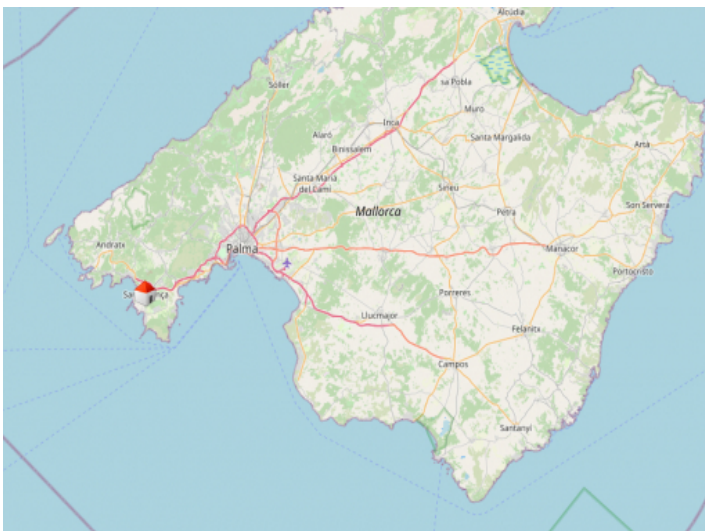 Alcúdia
Sóller
sa Pobla
Muro
Inca
Alaró
Binissalem
Santa Margalida
Artà
Santa Maria
del Camí
Sineu
Mallorca
Petra
Son Servera
Andratx
Palma
Manacor
Portocristo
Porreres
Llucmajor
Felanitx
Campos
Santanyí